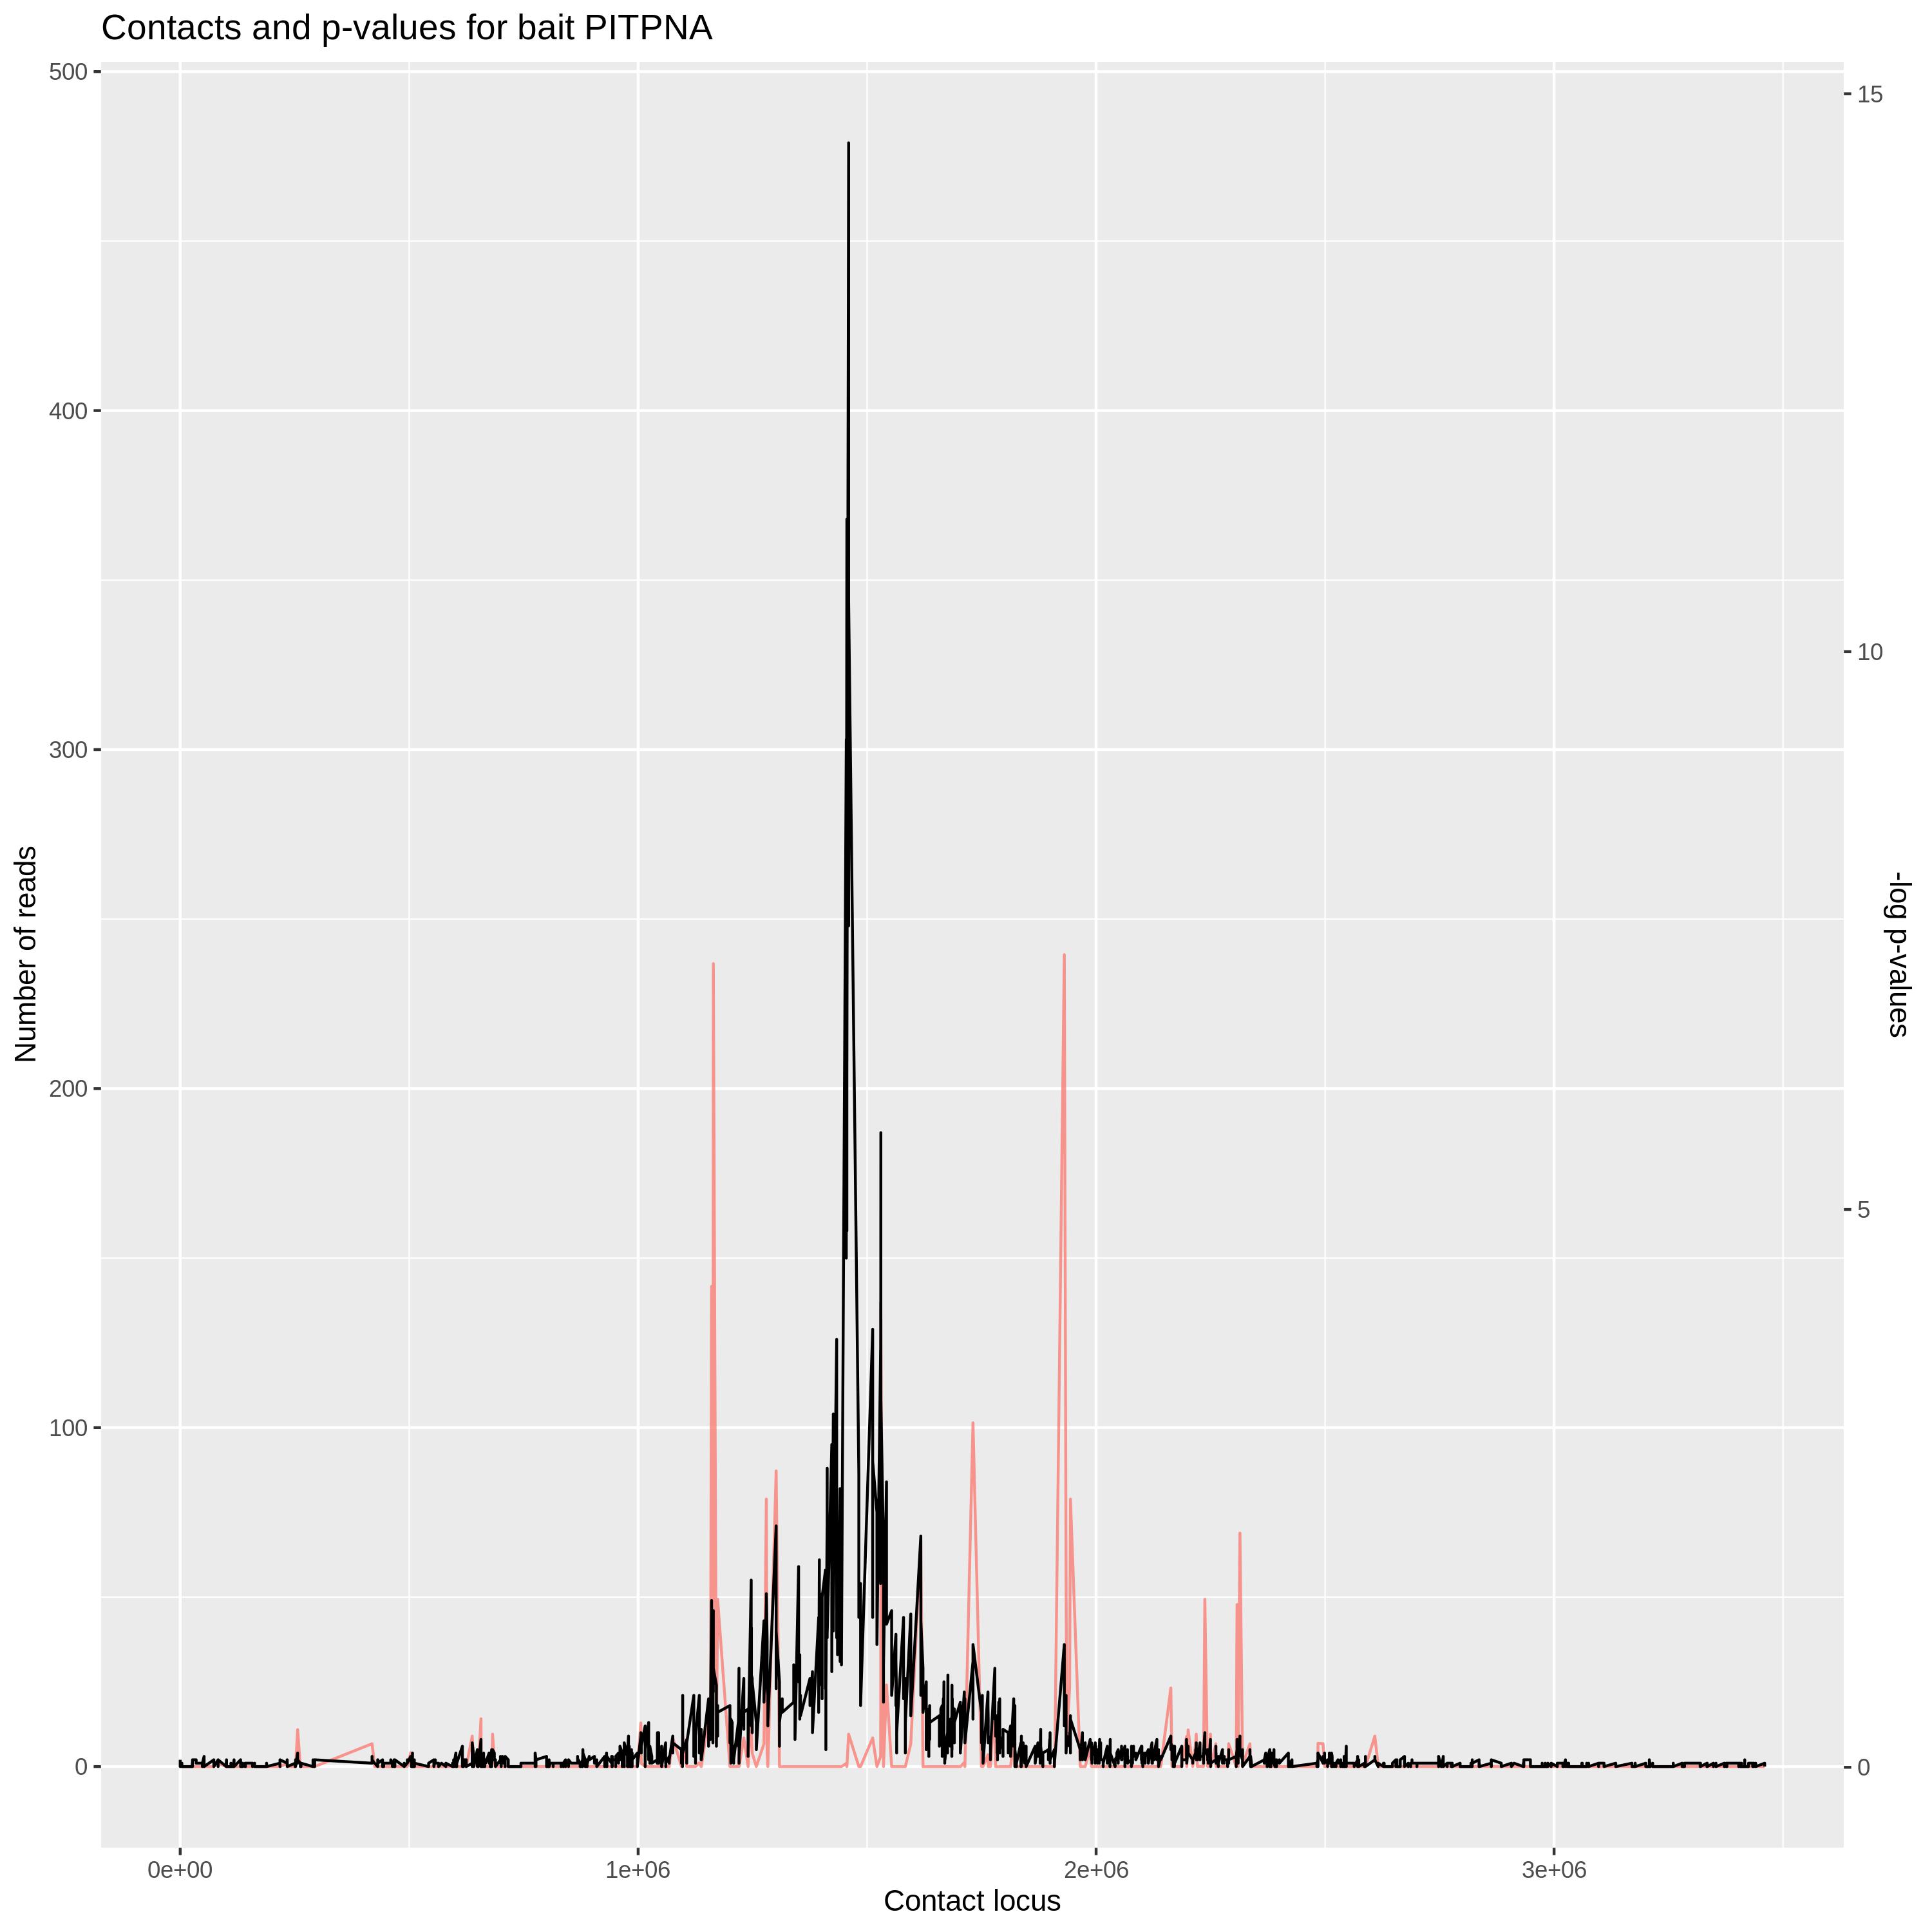 Contacts and p-values for bait PITPNA
500
400
300
200
100
0
Number of reads
15
10
5
0
-log p-values
0e+00
1e+06
2e+06
3e+06
Contact locus